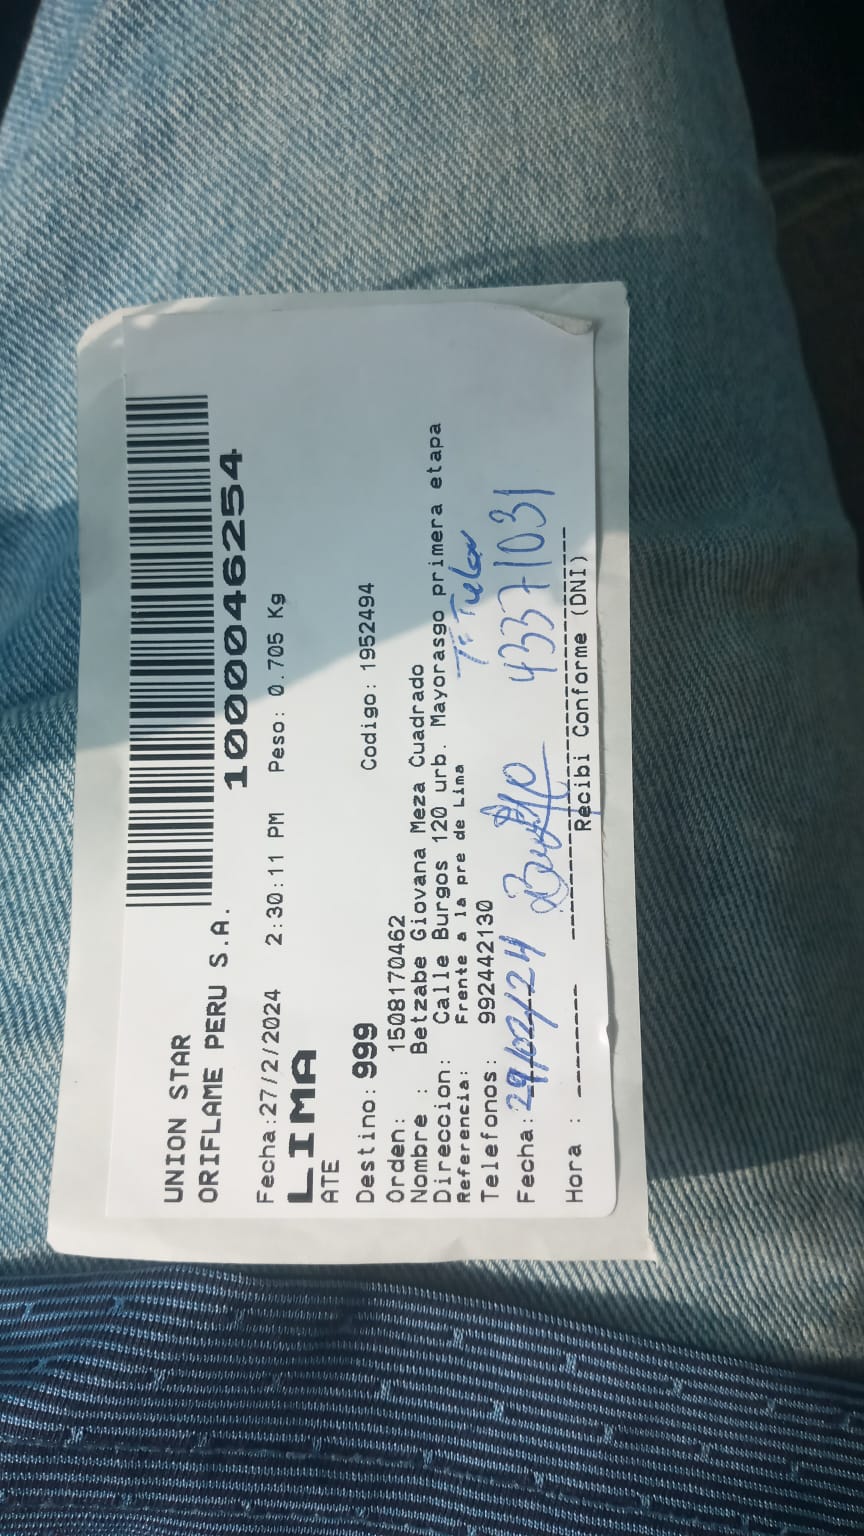 UNION STAR
ORIFLAME PERU S.A.
1000046254
Fecha:27/2/2024 2:30:11 PM Peso: 0.705 Kg
LIMA
ATE
Destino: 999 Codigo: 1952494
Orden: 1508170462
Nombre : Betzabe Giovana Meza Cuadrado
Direccion: Calle Burgos 120 urb. Mayorasgo primera etapa
Referencia: Frente a la pre de Lima
Telefonos: 992442130
Fecha: 29/02/24 43371031
Hora : -------- Recibi Conforme (DNI)